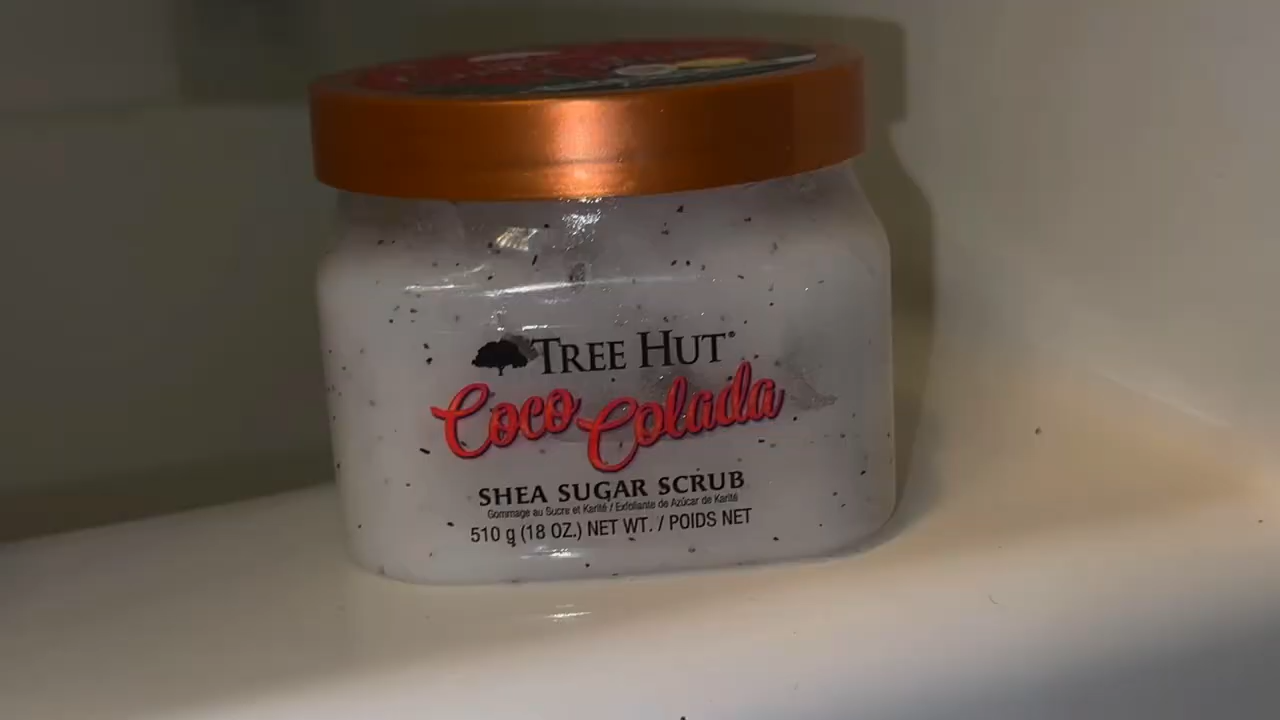 TREE HUT®
Coco Colada
SHEA SUGAR SCRUB
Gommage au Sucre et Karité / Exfoliante de Azúcar de Karité
510 g (18 OZ.) NET WT. / POIDS NET